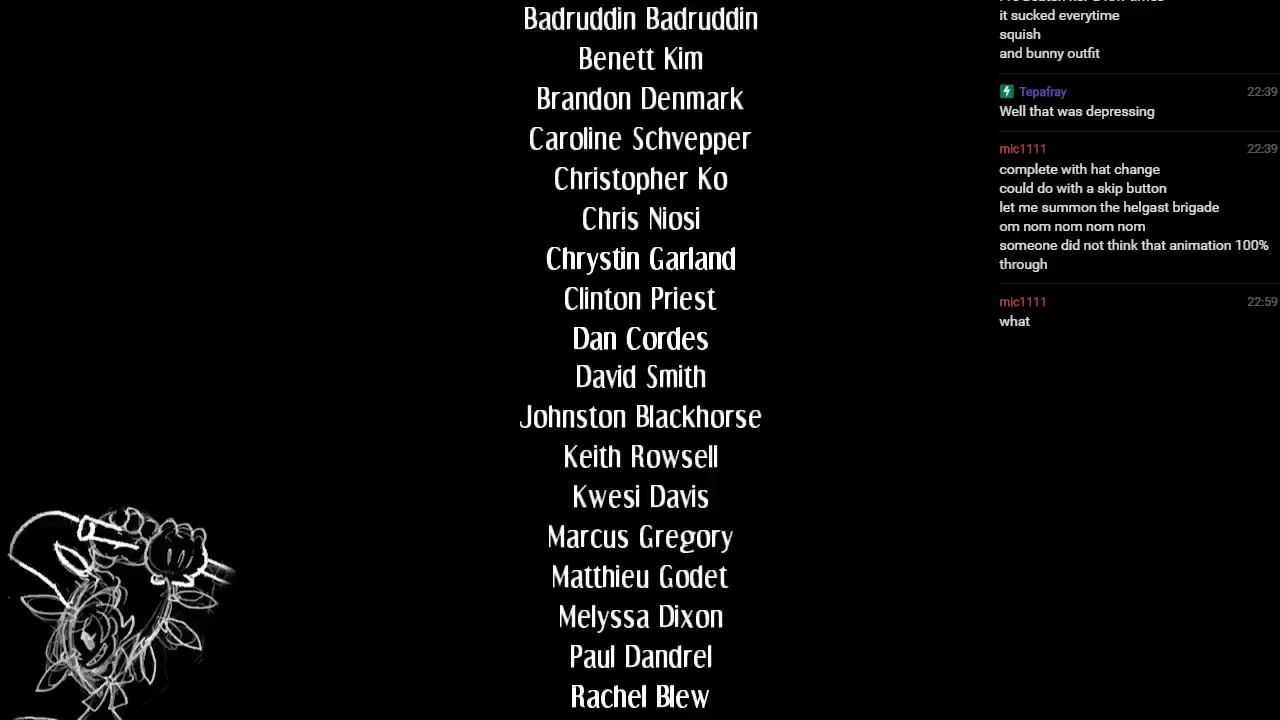 Badruddin Badruddin
Benett Kim
Brandon Denmark
Caroline Schvepper
Christopher Ko
Chris Niosi
Chrystin Garland
Clinton Priest
Dan Cordes
David Smith
Johnston Blackhorse
Keith Rowsell
Kwesi Davis
Marcus Gregory
Matthieu Godet
Melyssa Dixon
Paul Dandrel
Rachel Blew
it sucked everytime
squish
and bunny outfit
Tepafray 22:39
Well that was depressing
mic1111 22:39
complete with hat change
could do with a skip button
let me summon the helgast brigade
om nom nom nom nom
someone did not think that animation 100%
through
mic1111 22:59
what